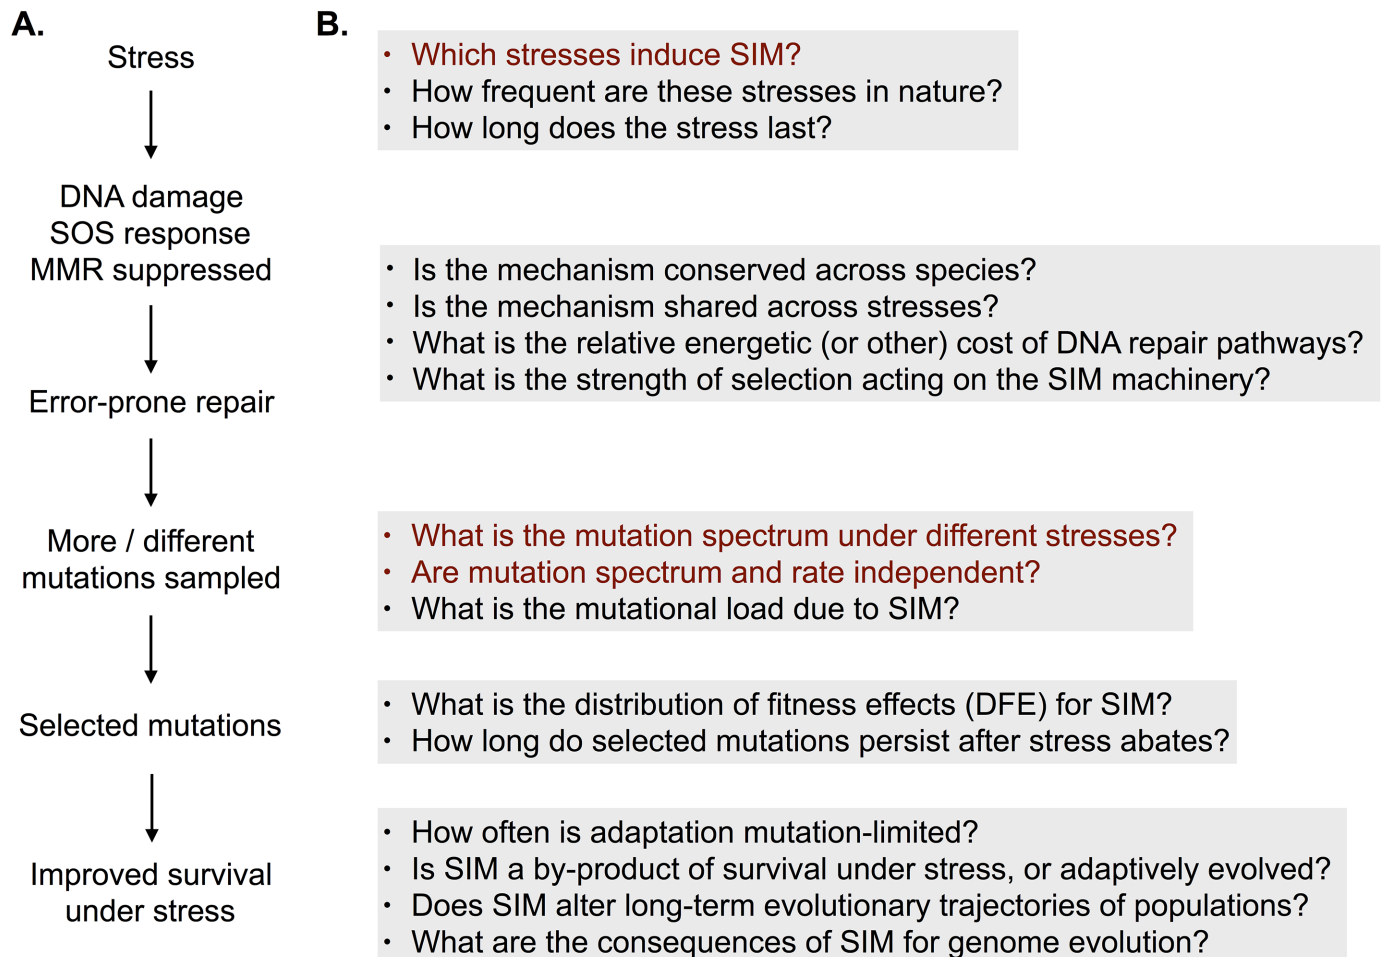 A.
Stress
DNA damage
SOS response
MMR suppressed
Error-prone repair
More / different
mutations sampled
Selected mutations
Improved survival
under stress
B.
• Which stresses induce SIM?
• How frequent are these stresses in nature?
• How long does the stress last?
• Is the mechanism conserved across species?
• Is the mechanism shared across stresses?
• What is the relative energetic (or other) cost of DNA repair pathways?
• What is the strength of selection acting on the SIM machinery?
• What is the mutation spectrum under different stresses?
• Are mutation spectrum and rate independent?
• What is the mutational load due to SIM?
• What is the distribution of fitness effects (DFE) for SIM?
• How long do selected mutations persist after stress abates?
• How often is adaptation mutation-limited?
• Is SIM a by-product of survival under stress, or adaptively evolved?
• Does SIM alter long-term evolutionary trajectories of populations?
• What are the consequences of SIM for genome evolution?